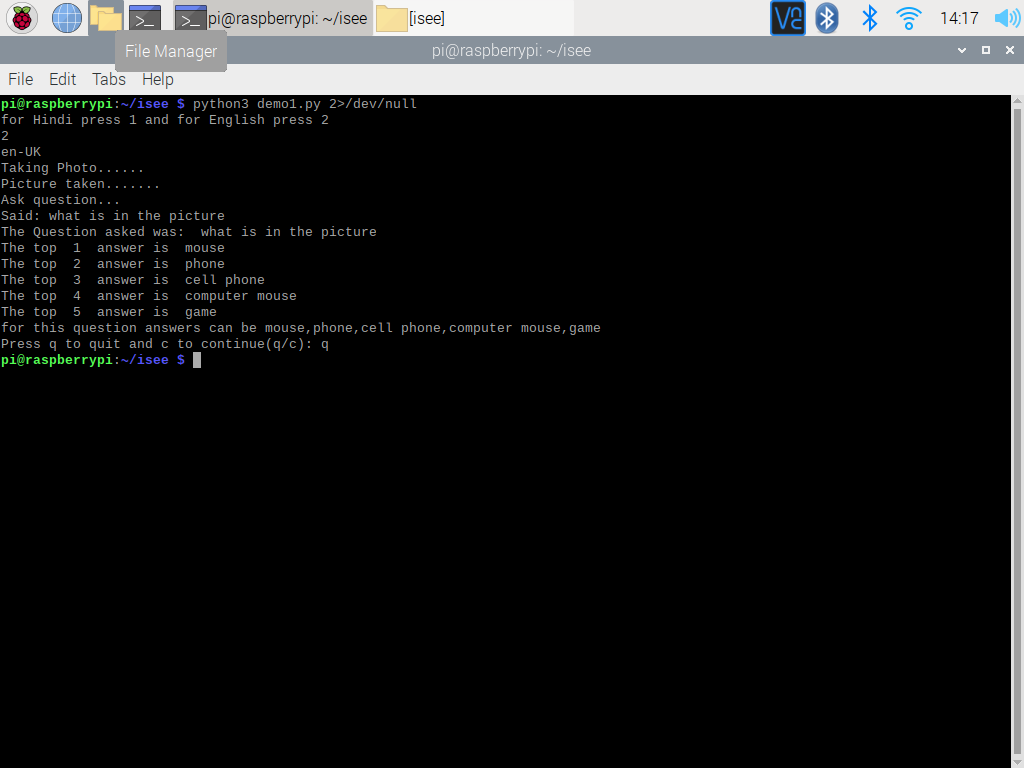 pi@raspberrypi: ~/isee [isee] 14:17
File Manager
pi@raspberrypi: ~/isee
File Edit Tabs Help
pi@raspberrypi:~/isee $ python3 demo1.py 2>/dev/null
for Hindi press 1 and for English press 2
2
en-UK
Taking Photo......
Picture taken.......
Ask question...
Said: what is in the picture
The Question asked was:  what is in the picture
The top  1  answer is  mouse
The top  2  answer is  phone
The top  3  answer is  cell phone
The top  4  answer is  computer mouse
The top  5  answer is  game
for this question answers can be mouse,phone,cell phone,computer mouse,game
Press q to quit and c to continue(q/c): q
pi@raspberrypi:~/isee $